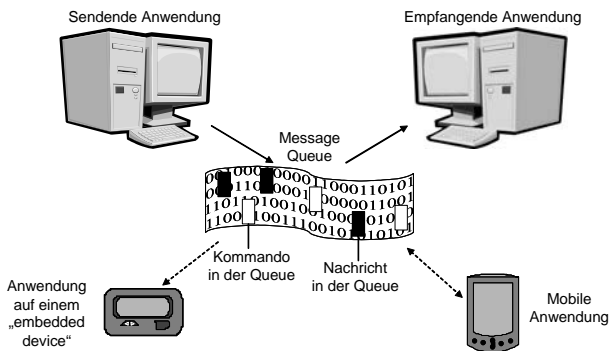 Sendende Anwendung
Empfangende Anwendung
Message
Queue
Kommando
in der Queue
Nachricht
in der Queue
Anwendung
auf einem
„embedded
device“
Mobile
Anwendung